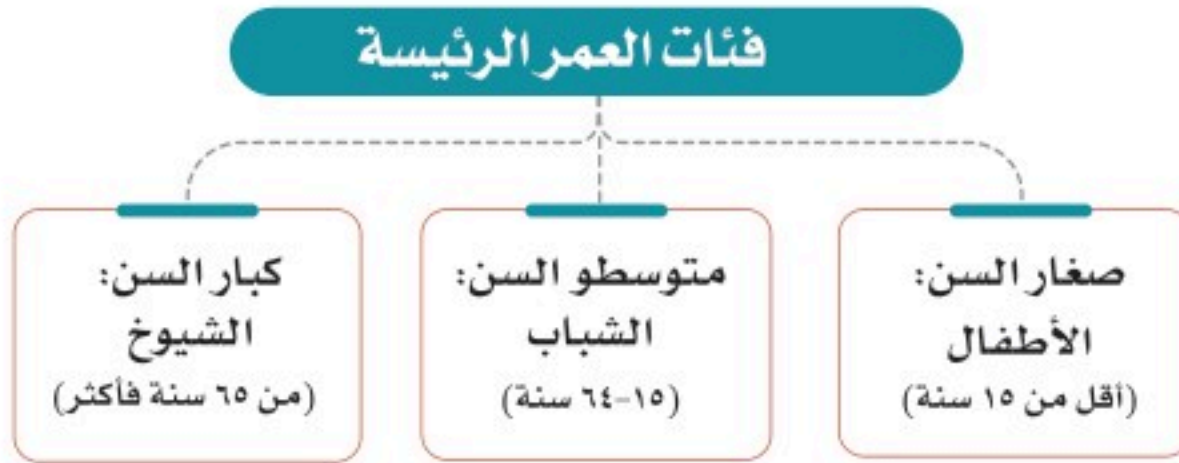 فئات العمر الرئيسة
صغار السن:
الأطفال
(أقل من ١٥ سنة)
متوسطو السن:
الشباب
(١٥-٦٤ سنة)
كبار السن:
الشيوخ
(من ٦٥ سنة فأكثر)